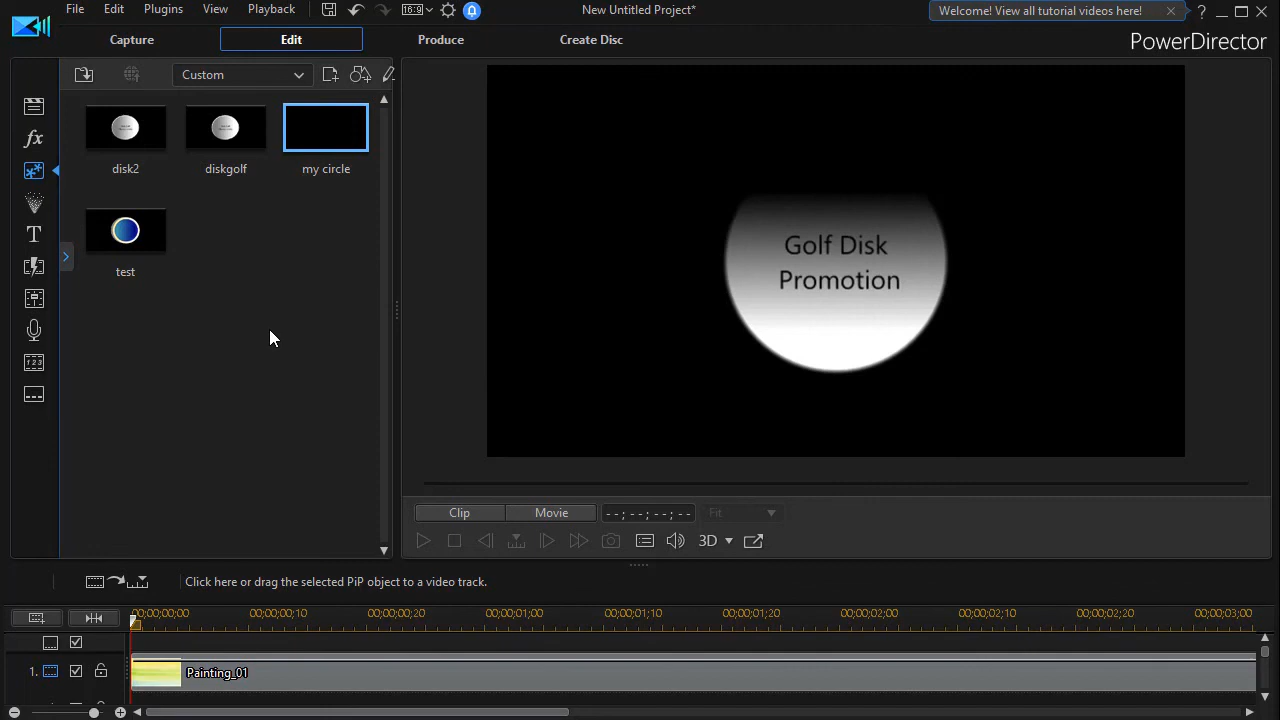 File Edit Plugins View Playback
New Untitled Project*
Welcome! View all tutorial videos here!
Capture Edit Produce Create Disc
PowerDirector
Custom
disk2 diskgolf my circle
test
Golf Disk
Promotion
Clip Movie --;--;--;-- Fit
3D
Click here or drag the selected PiP object to a video track.
00;00;00;00 00;00;00;10 00;00;00;20 00;00;01;00 00;00;01;10 00;00;01;20 00;00;02;00 00;00;02;10 00;00;02;20 00;00;03;00
1. Painting_01